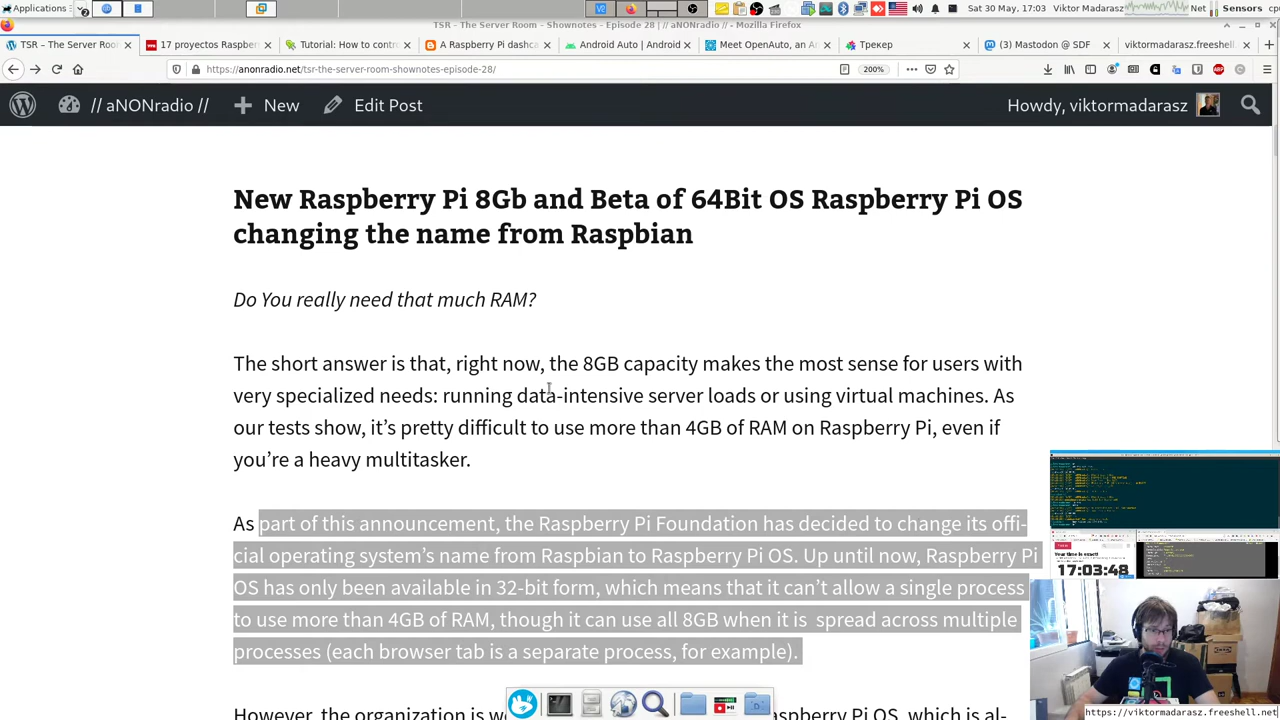 Applications
Sat 30 May, 17:03
Viktor Madarasz
Net
Sensors
cp
TSR - The Server Room - Shownotes - Episode 28 | // aNONradio // - Mozilla Firefox
TSR – The Server Room -
17 proyectos Raspber
Tutorial: How to contro
A Raspberry Pi dashca
Android Auto | Android
Meet OpenAuto, an A
Трекер
(3) Mastodon @ SDF
viktormadarasz.freeshell.
https://anonradio.net/tsr-the-server-room-shownotes-episode-28/
200%
// aNONradio //
New
Edit Post
Howdy, viktormadarasz
New Raspberry Pi 8Gb and Beta of 64Bit OS Raspberry Pi OS
changing the name from Raspbian
Do You really need that much RAM?
The short answer is that, right now, the 8GB capacity makes the most sense for users with
very specialized needs: running data-intensive server loads or using virtual machines. As
our tests show, it’s pretty difficult to use more than 4GB of RAM on Raspberry Pi, even if
you’re a heavy multitasker.
As part of this announcement, the Raspberry Pi Foundation has decided to change its offi-
cial operating system’s name from Raspbian to Raspberry Pi OS. Up until now, Raspberry Pi
OS has only been available in 32-bit form, which means that it can’t allow a single process
to use more than 4GB of RAM, though it can use all 8GB when it is spread across multiple
processes (each browser tab is a separate process, for example).
However, the organization
aspberry Pi OS, which is al-
Your time is exact!
17:03:48
https://viktormadarasz.freeshell.net